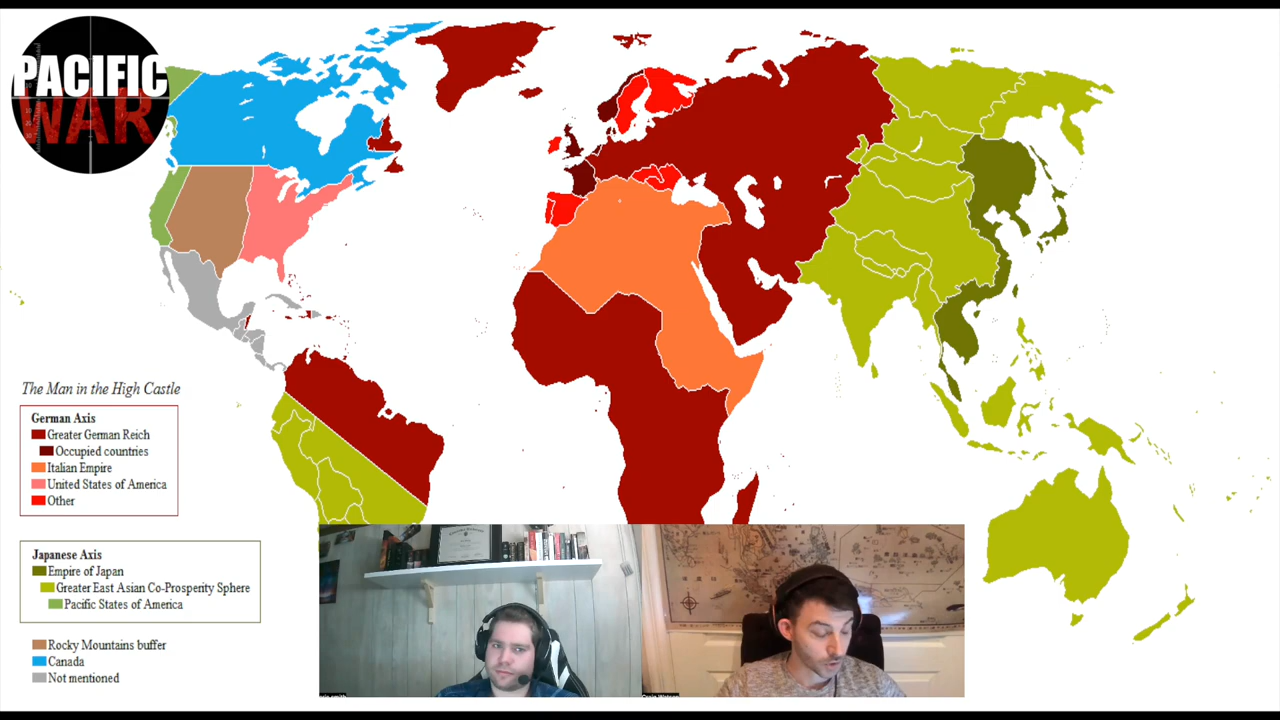 PACIFIC
WAR
The Man in the High Castle
German Axis
Greater German Reich
Occupied countries
Italian Empire
United States of America
Other
Japanese Axis
Empire of Japan
Greater East Asian Co-Prosperity Sphere
Pacific States of America
Rocky Mountains buffer
Canada
Not mentioned